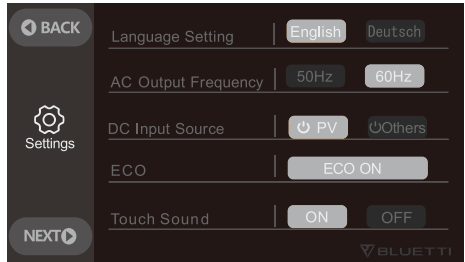 BACK
Language Setting English Deutsch
AC Output Frequency 50Hz 60Hz
Settings
DC Input Source PV Others
ECO ECO ON
Touch Sound ON OFF
NEXT
BLUETTI